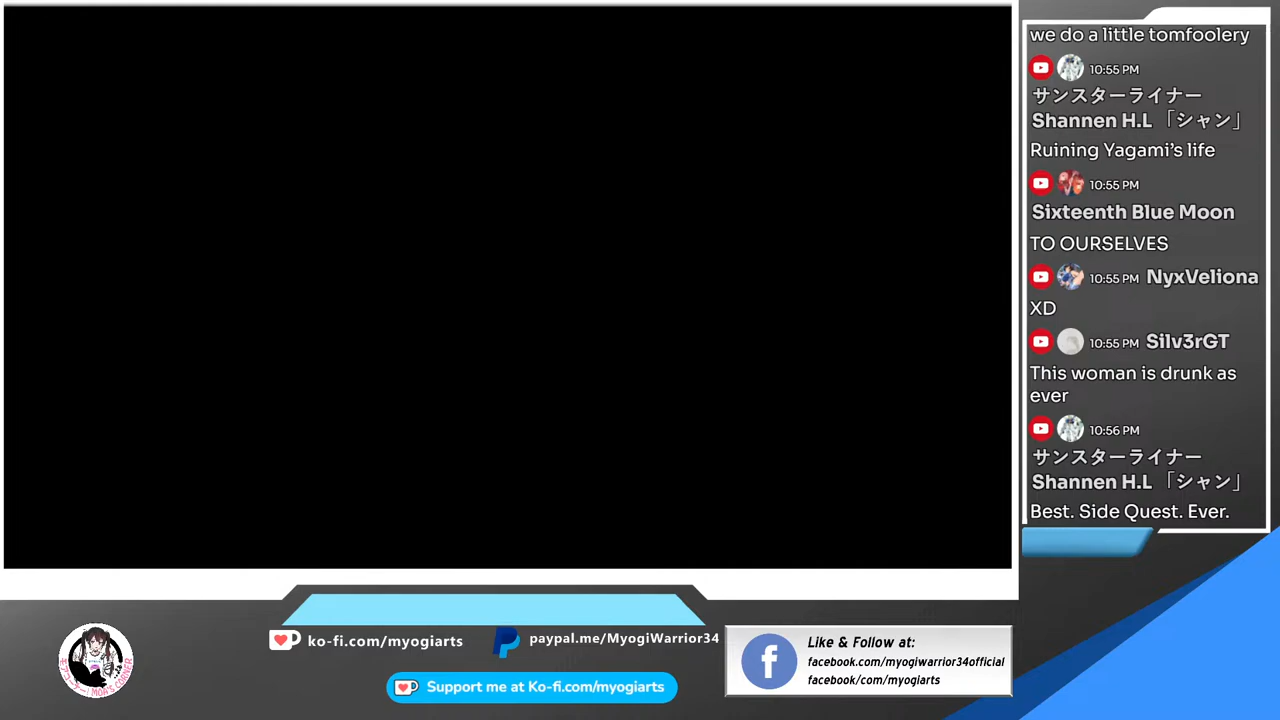 we do a little tomfoolery
10:55 PM
サンスターライナー
Shannen H.L 「シャン」
Ruining Yagami’s life
10:55 PM
Sixteenth Blue Moon
TO OURSELVES
10:55 PM NyxVeliona
XD
10:55 PM Silv3rGT
This woman is drunk as
ever
10:56 PM
サンスターライナー
Shannen H.L 「シャン」
Best. Side Quest. Ever.
ko-fi.com/myogiarts
paypal.me/MyogiWarrior34
Support me at Ko-fi.com/myogiarts
Like & Follow at:
facebook.com/myogiwarrior34official
facebook/com/myogiarts